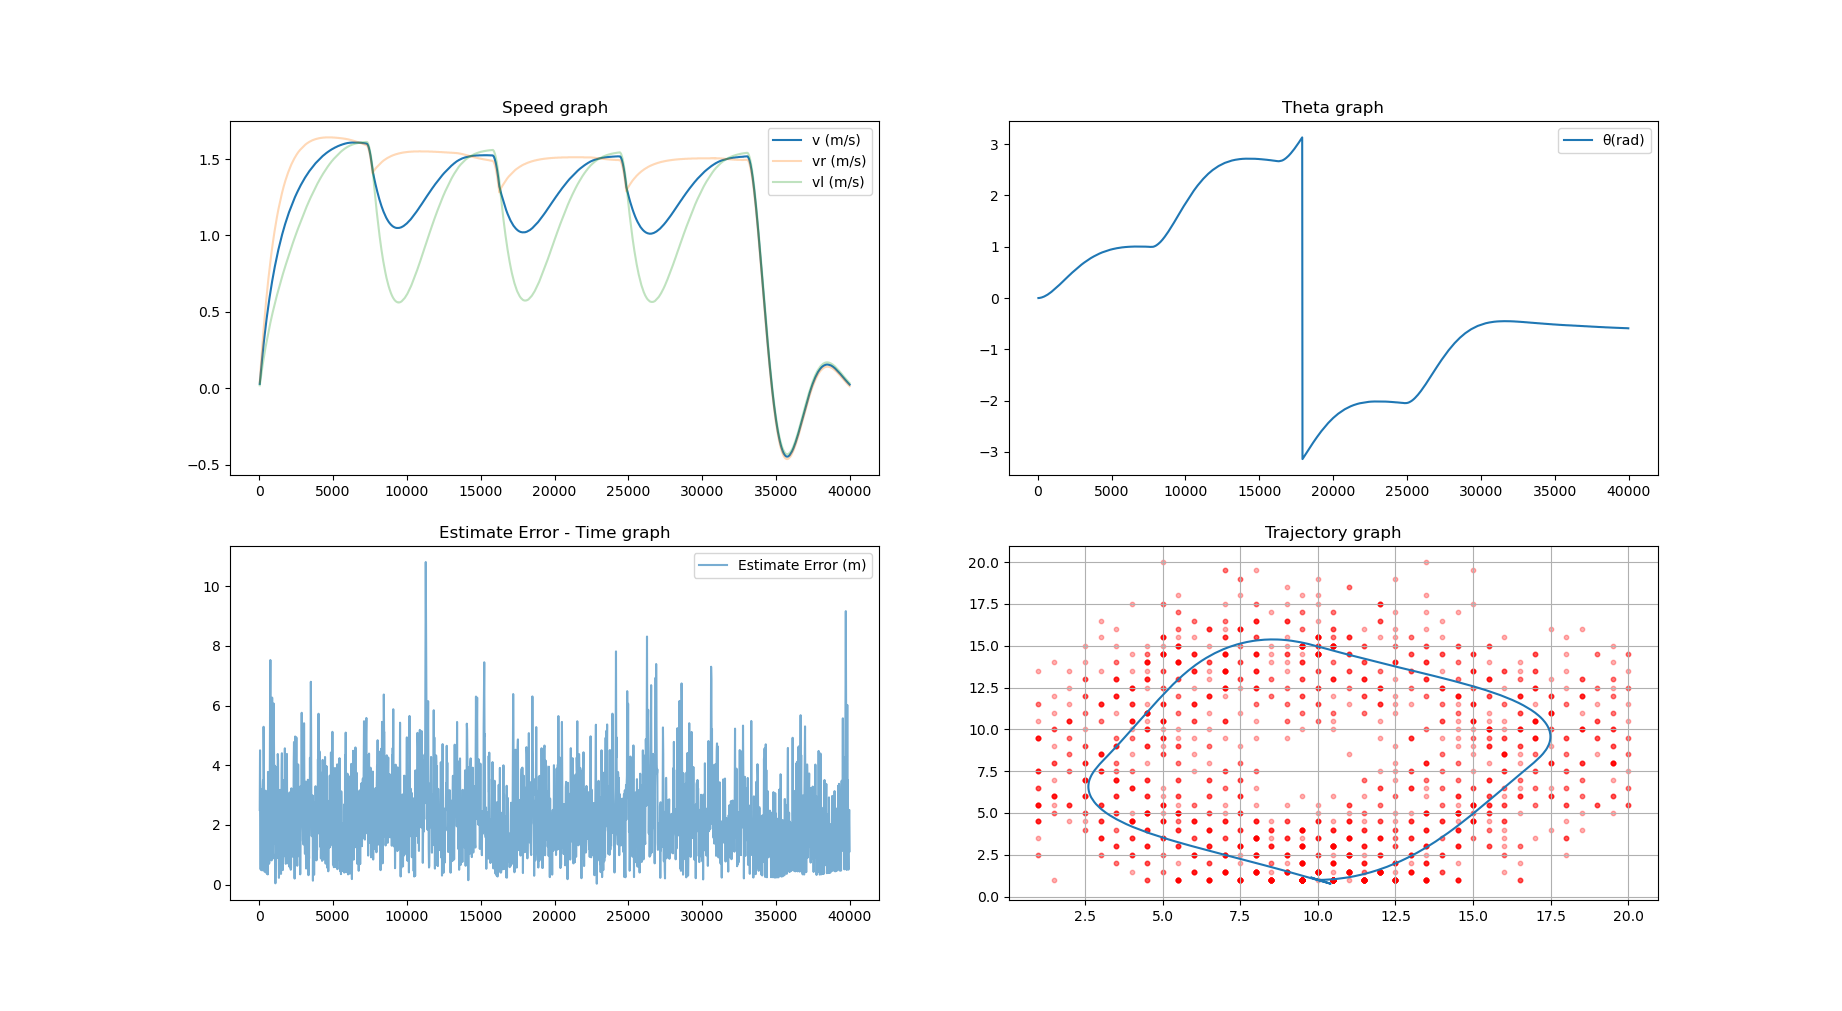 Speed graph
v (m/s)
vr (m/s)
vl (m/s)
1.5
1.0
0.5
0.0
−0.5
0 5000 10000 15000 20000 25000 30000 35000 40000
Theta graph
θ(rad)
3
2
1
0
−1
−2
−3
0 5000 10000 15000 20000 25000 30000 35000 40000
Estimate Error - Time graph
Estimate Error (m)
10
8
6
4
2
0
0 5000 10000 15000 20000 25000 30000 35000 40000
Trajectory graph
20.0
17.5
15.0
12.5
10.0
7.5
5.0
2.5
0.0
2.5 5.0 7.5 10.0 12.5 15.0 17.5 20.0